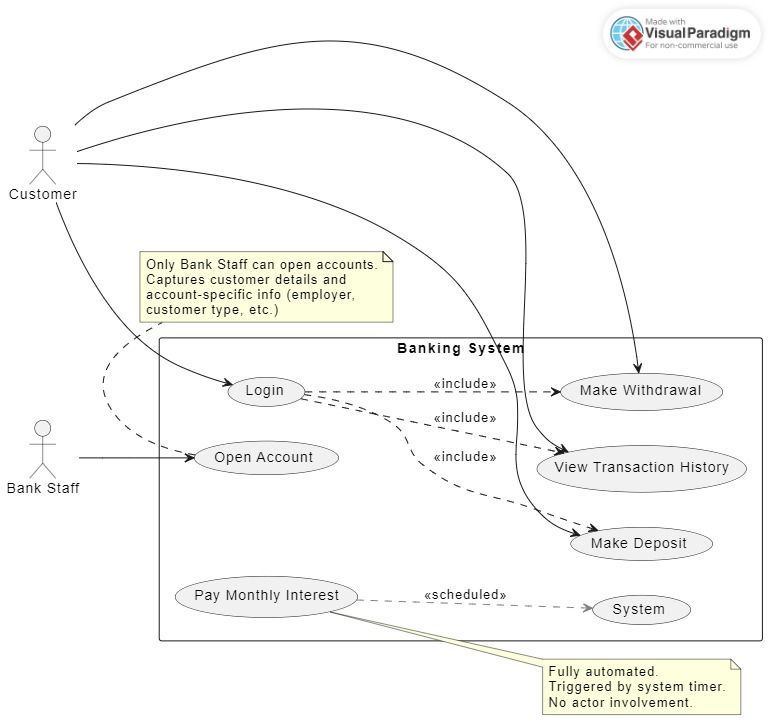 Made with
VisualParadigm
For non-commercial use
Customer
Only Bank Staff can open accounts.
Captures customer details and
account-specific info (employer,
customer type, etc.)
Banking System
Login
«include»
Make Withdrawal
«include»
Open Account
«include»
View Transaction History
Bank Staff
Make Deposit
Pay Monthly Interest
«scheduled»
System
Fully automated.
Triggered by system timer.
No actor involvement.